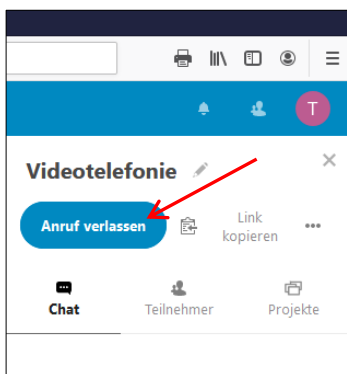 T
Videotelefonie
Anruf verlassen
Link
kopieren
Chat
Teilnehmer
Projekte